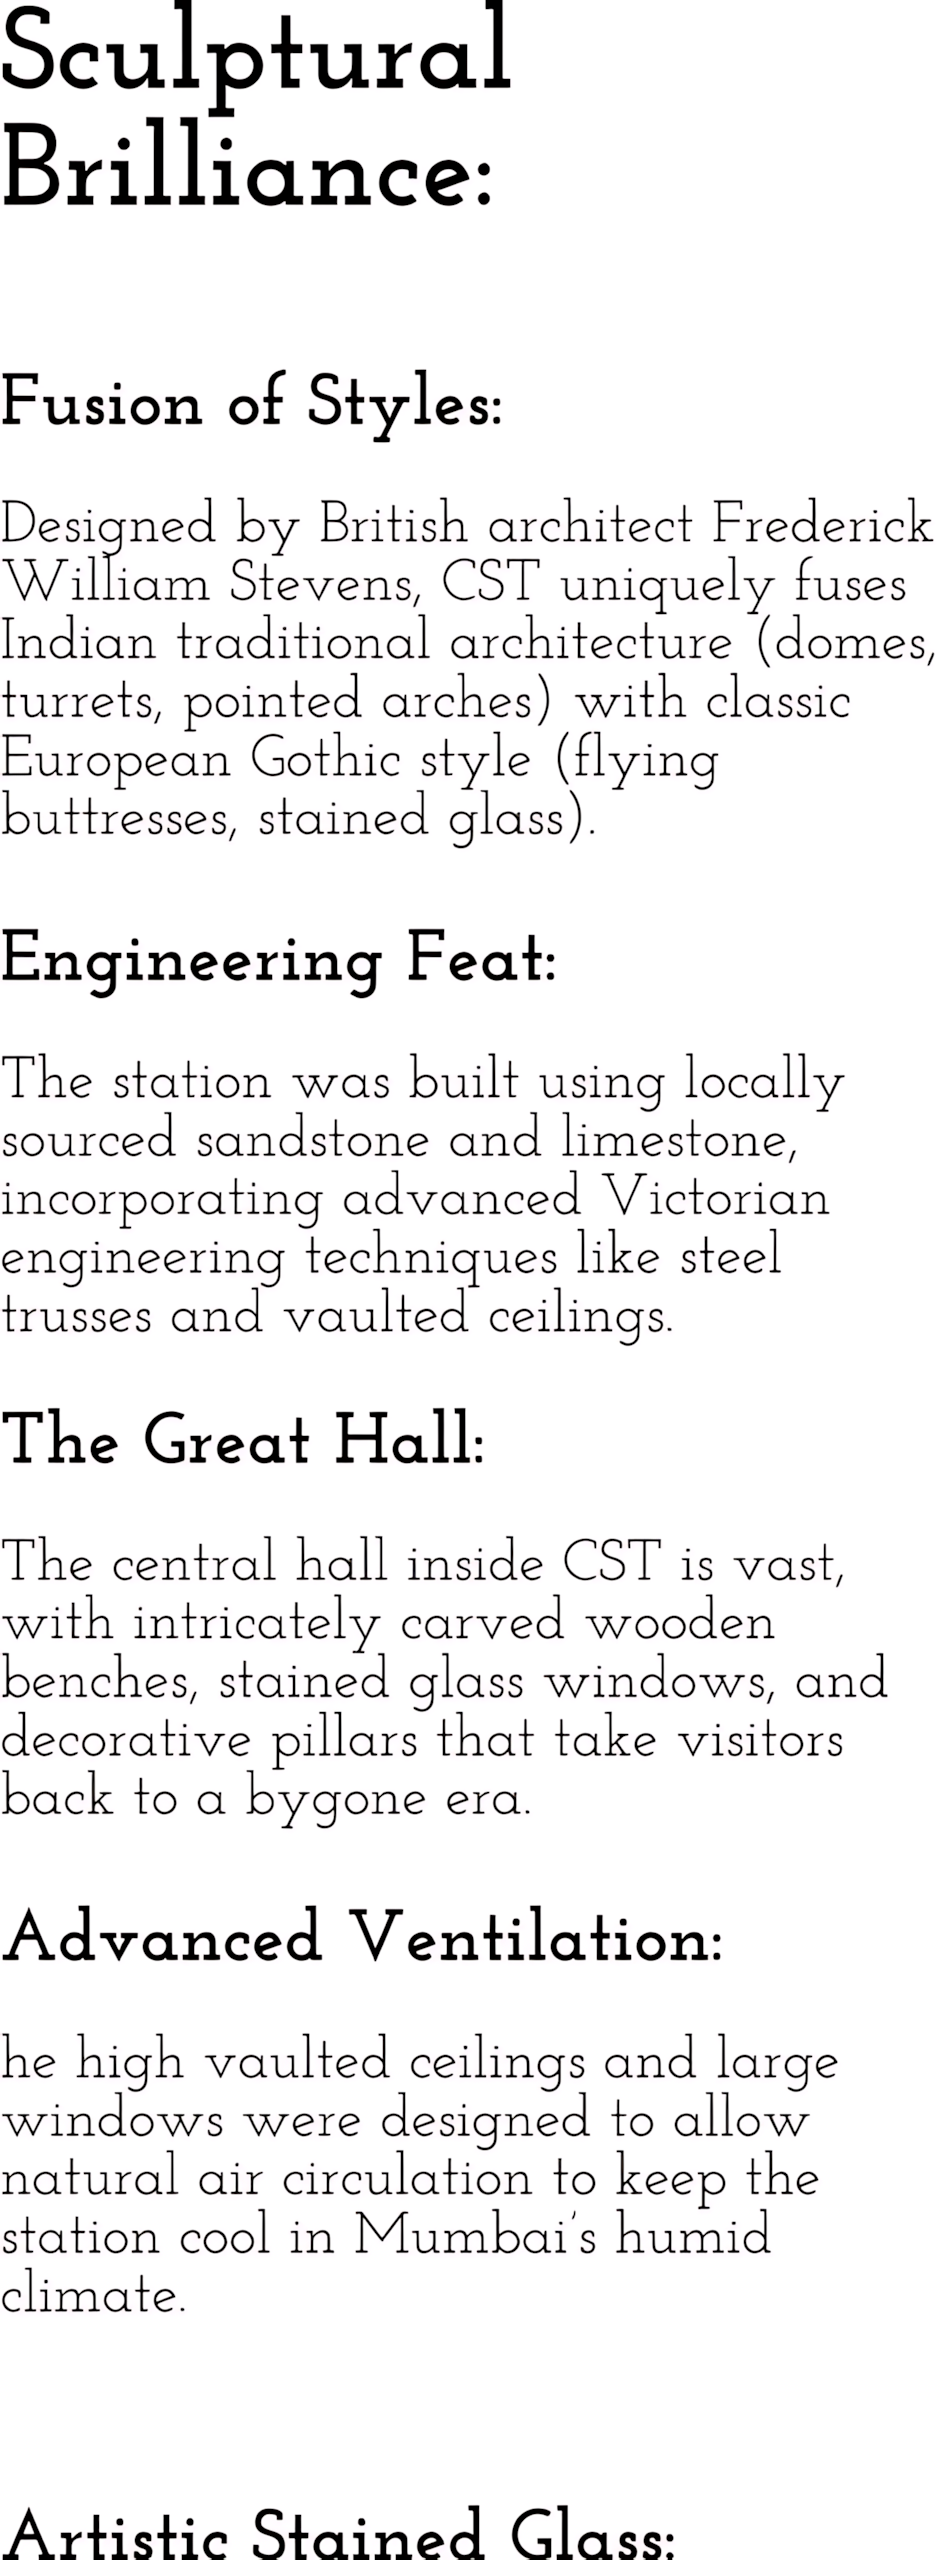 Sculptural
Brilliance:
Fusion of Styles:
Designed by British architect Frederick
William Stevens, CST uniquely fuses
Indian traditional architecture (domes,
turrets, pointed arches) with classic
European Gothic style (flying
buttresses, stained glass).
Engineering Feat:
The station was built using locally
sourced sandstone and limestone,
incorporating advanced Victorian
engineering techniques like steel
trusses and vaulted ceilings.
The Great Hall:
The central hall inside CST is vast,
with intricately carved wooden
benches, stained glass windows, and
decorative pillars that take visitors
back to a bygone era.
Advanced Ventilation:
he high vaulted ceilings and large
windows were designed to allow
natural air circulation to keep the
station cool in Mumbai's humid
climate.
Artistic Stained Glass: